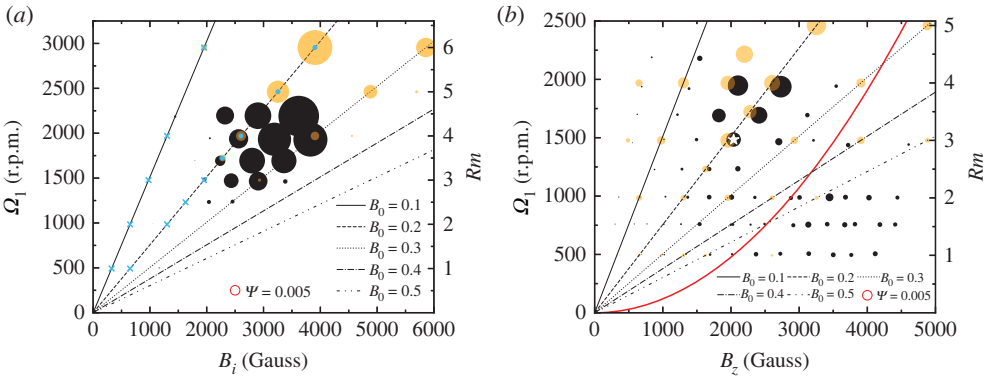 (a)
3000
2500
2000
1500
1000
500
0
Ω1 (r.p.m.)
6
5
4
3
2
1
Rm
B0 = 0.1
B0 = 0.2
B0 = 0.3
B0 = 0.4
B0 = 0.5
Ψ = 0.005
0 1000 2000 3000 4000 5000 6000
Bi (Gauss)
(b)
2500
2000
1500
1000
500
0
Ω1 (r.p.m.)
5
4
3
2
1
Rm
B0 = 0.1 B0 = 0.2 B0 = 0.3
B0 = 0.4 B0 = 0.5 Ψ = 0.005
0 1000 2000 3000 4000 5000
Bz (Gauss)